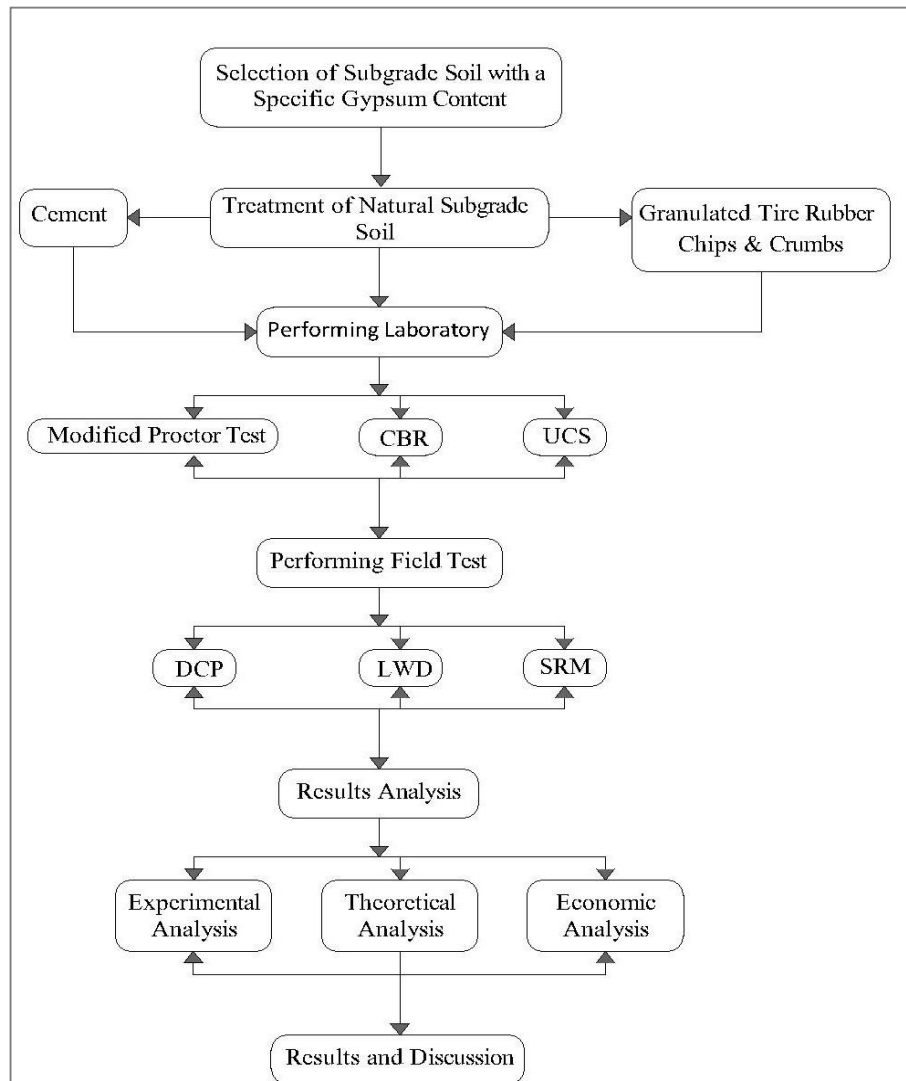 Selection of Subgrade Soil with a
Specific Gypsum Content
Cement
Treatment of Natural Subgrade
Soil
Granulated Tire Rubber
Chips & Crumbs
Performing Laboratory
Modified Proctor Test
CBR
UCS
Performing Field Test
DCP
LWD
SRM
Results Analysis
Experimental
Analysis
Theoretical
Analysis
Economic
Analysis
Results and Discussion